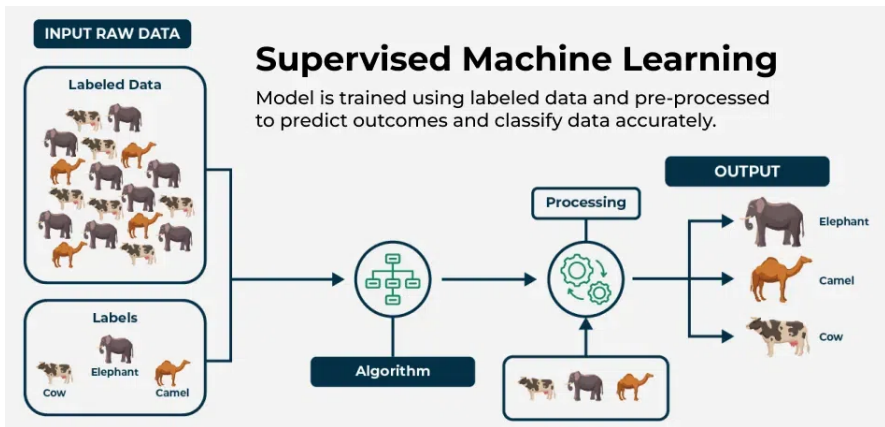 INPUT RAW DATA
Labeled Data
Supervised Machine Learning
Model is trained using labeled data and pre-processed
to predict outcomes and classify data accurately.
Labels
Elephant
Cow
Camel
Algorithm
Processing
OUTPUT
Elephant
Camel
Cow